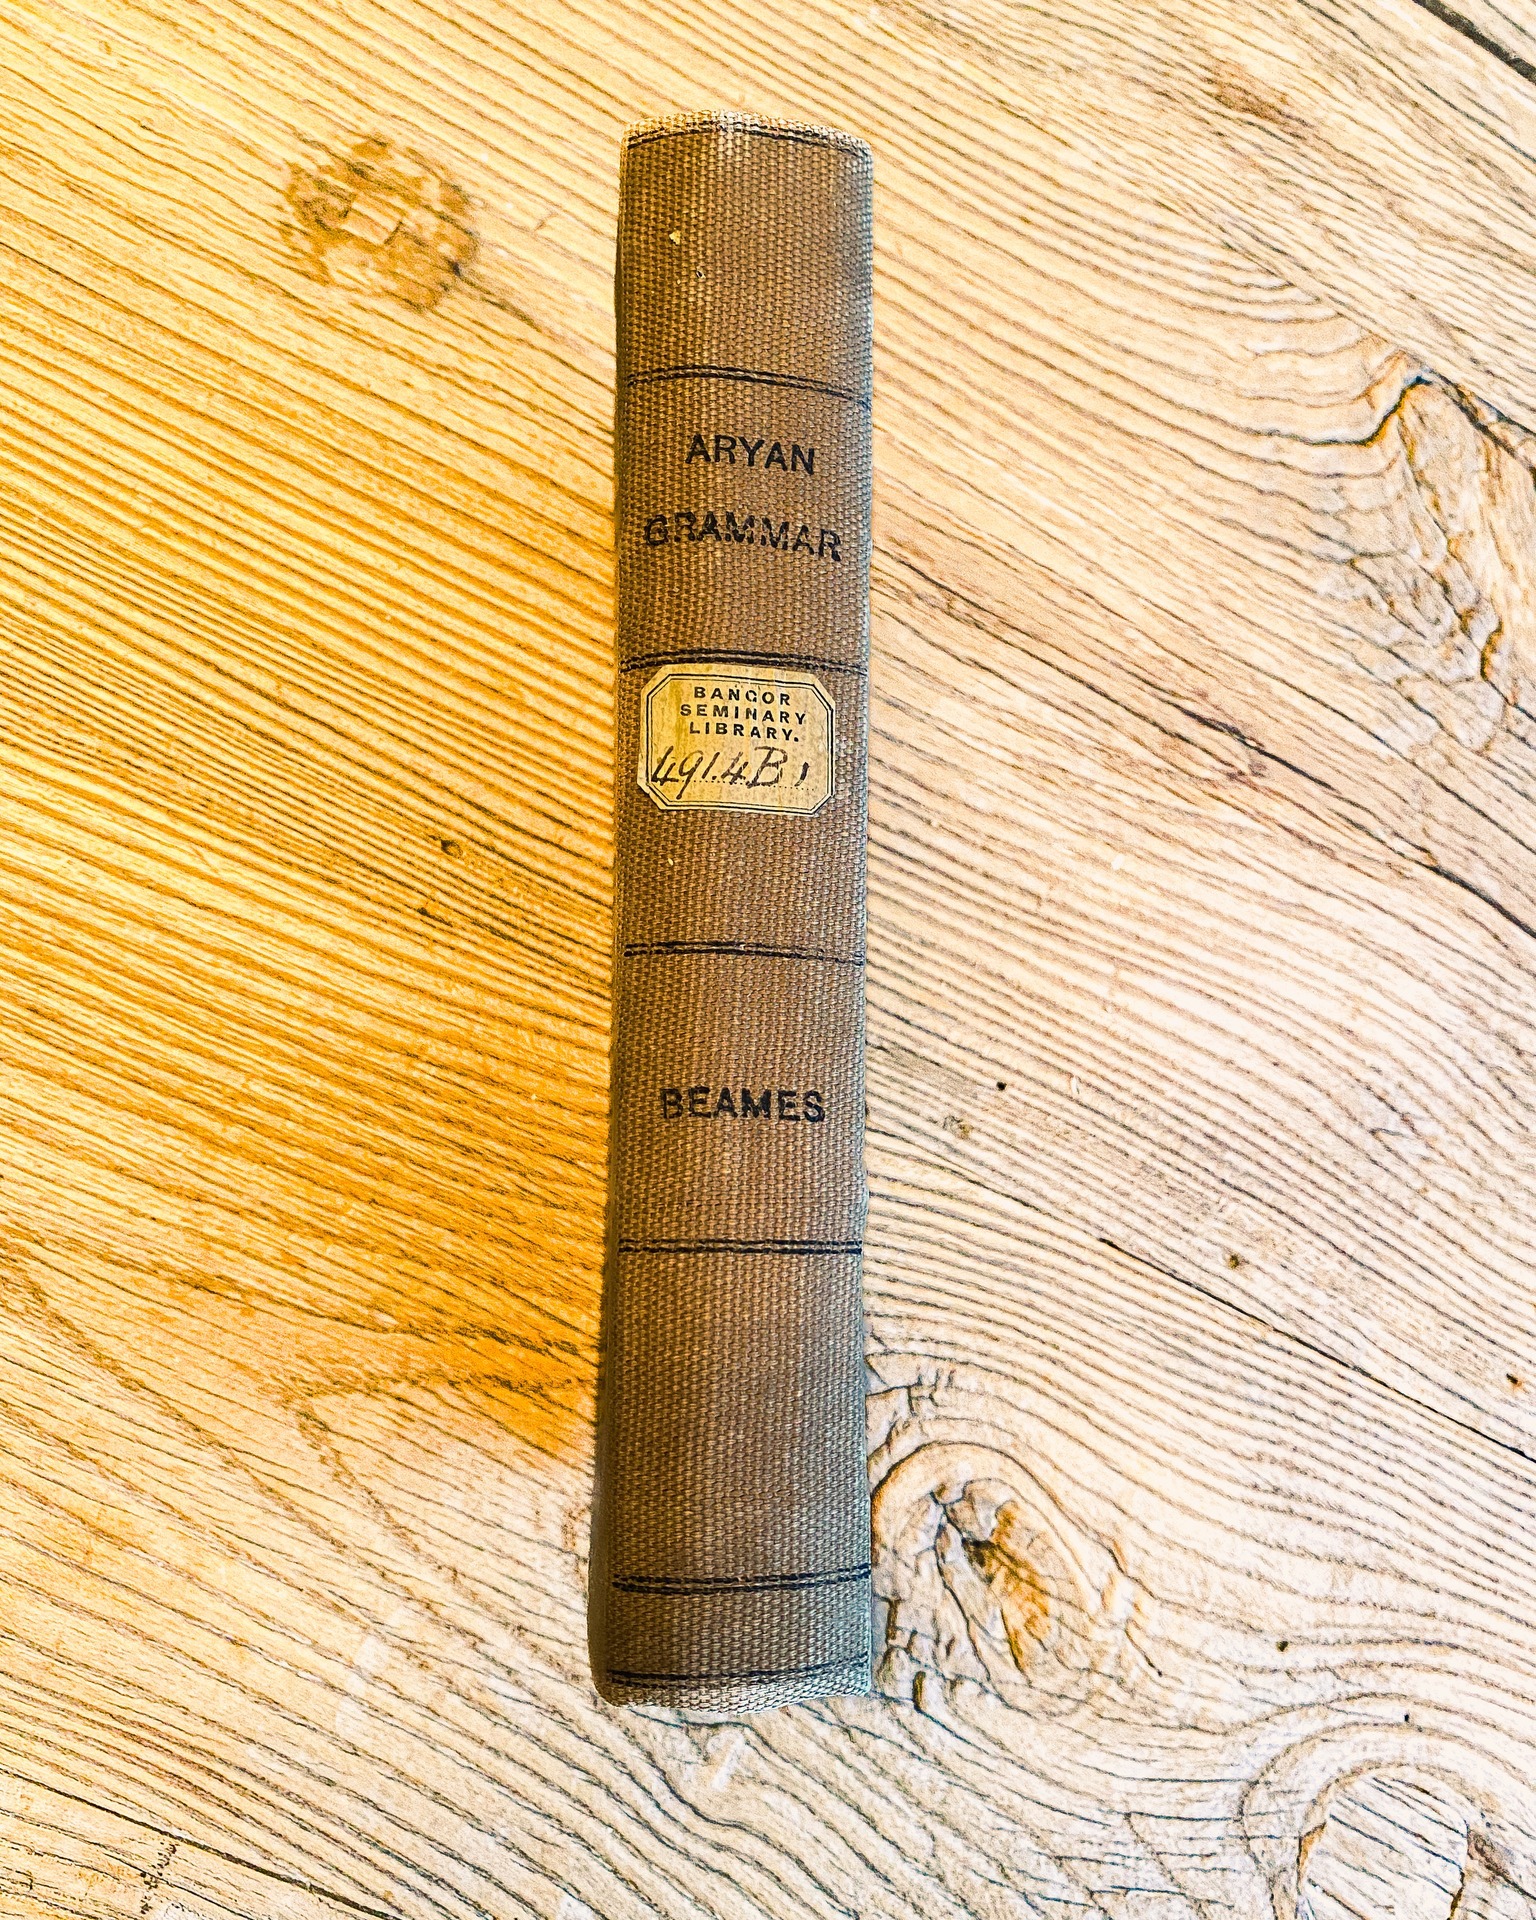 ARYAN
GRAMMAR
BANGOR
SEMINARY
LIBRARY.
491.4B1
BEAMES